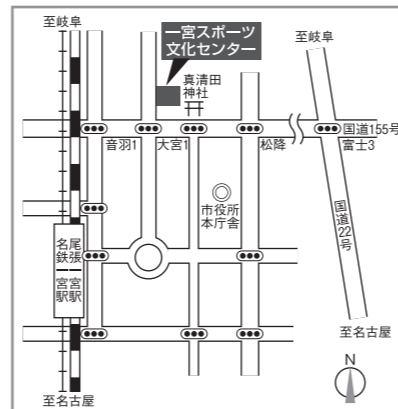 至岐阜
一宮スポーツ
文化センター
至岐阜
真清田
神社
国道155号
音羽1
大宮1
松降
富士3
市役所
本庁舎
国道22号
名鉄一宮駅
尾張一宮駅
至名古屋
至名古屋
N